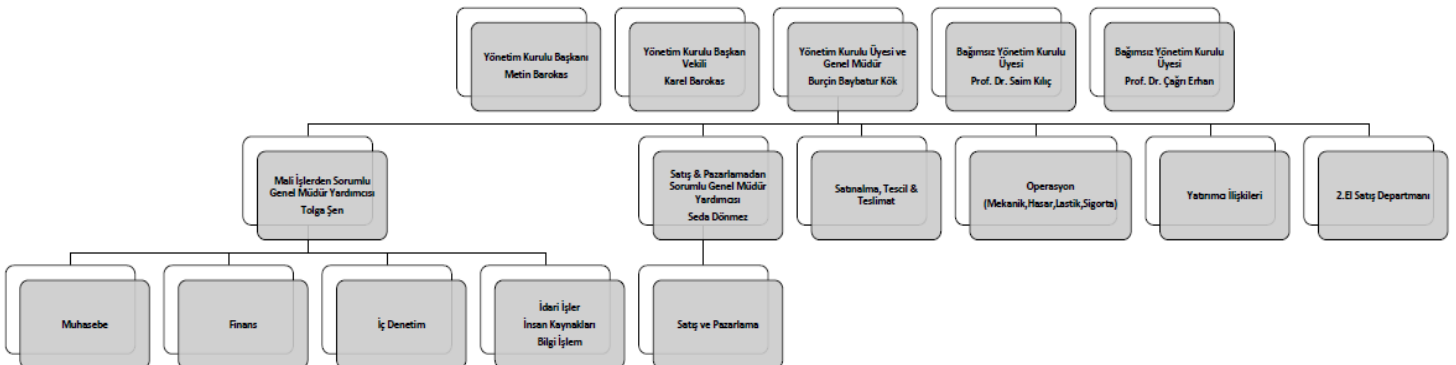 Yönetim Kurulu Başkanı
Metin Barokas
Yönetim Kurulu Başkan
Vekili
Karel Barokas
Yönetim Kurulu Üyesi ve
Genel Müdür
Burçin Baybatur Kök
Bağımsız Yönetim Kurulu
Üyesi
Prof. Dr. Saim Kılıç
Bağımsız Yönetim Kurulu
Üyesi
Prof. Dr. Çağrı Erhan
Mali İşlerden Sorumlu
Genel Müdür Yardımcısı
Tolga Şen
Satış & Pazarlamadan
Sorumlu Genel Müdür
Yardımcısı
Seda Dönmez
Satınalma, Tescil &
Teslimat
Operasyon
(Mekanik,Hasar,Lastik,Sigorta)
Yatırımcı İlişkileri
2.El Satış Departmanı
Muhasebe
Finans
İç Denetim
İdari İşler
İnsan Kaynakları
Bilgi İşlem
Satış ve Pazarlama